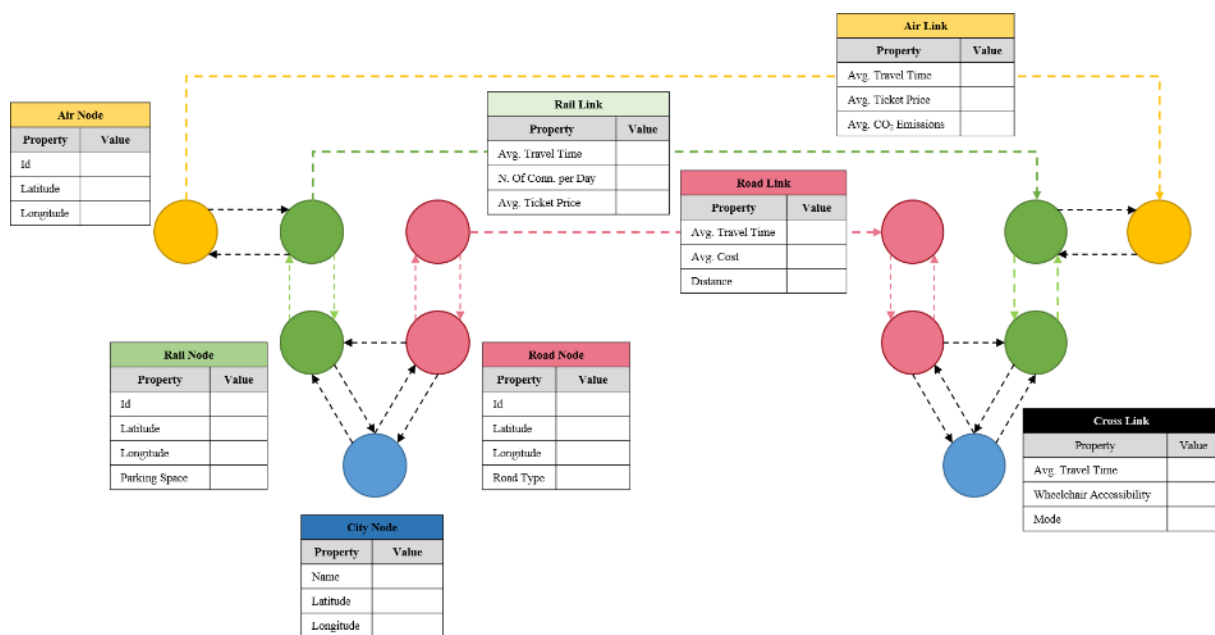 Air Link
Property Value
Avg. Travel Time
Avg. Ticket Price
Avg. CO₂ Emissions
Rail Link
Property Value
Avg. Travel Time
N. Of Conn. per Day
Avg. Ticket Price
Air Node
Property Value
Id
Latitude
Longitude
Road Link
Property Value
Avg. Travel Time
Avg. Cost
Distance
Rail Node
Property Value
Id
Latitude
Longitude
Parking Space
Road Node
Property Value
Id
Latitude
Longitude
Road Type
Cross Link
Property Value
Avg. Travel Time
Wheelchair Accessibility
Mode
City Node
Property Value
Name
Latitude
Longitude